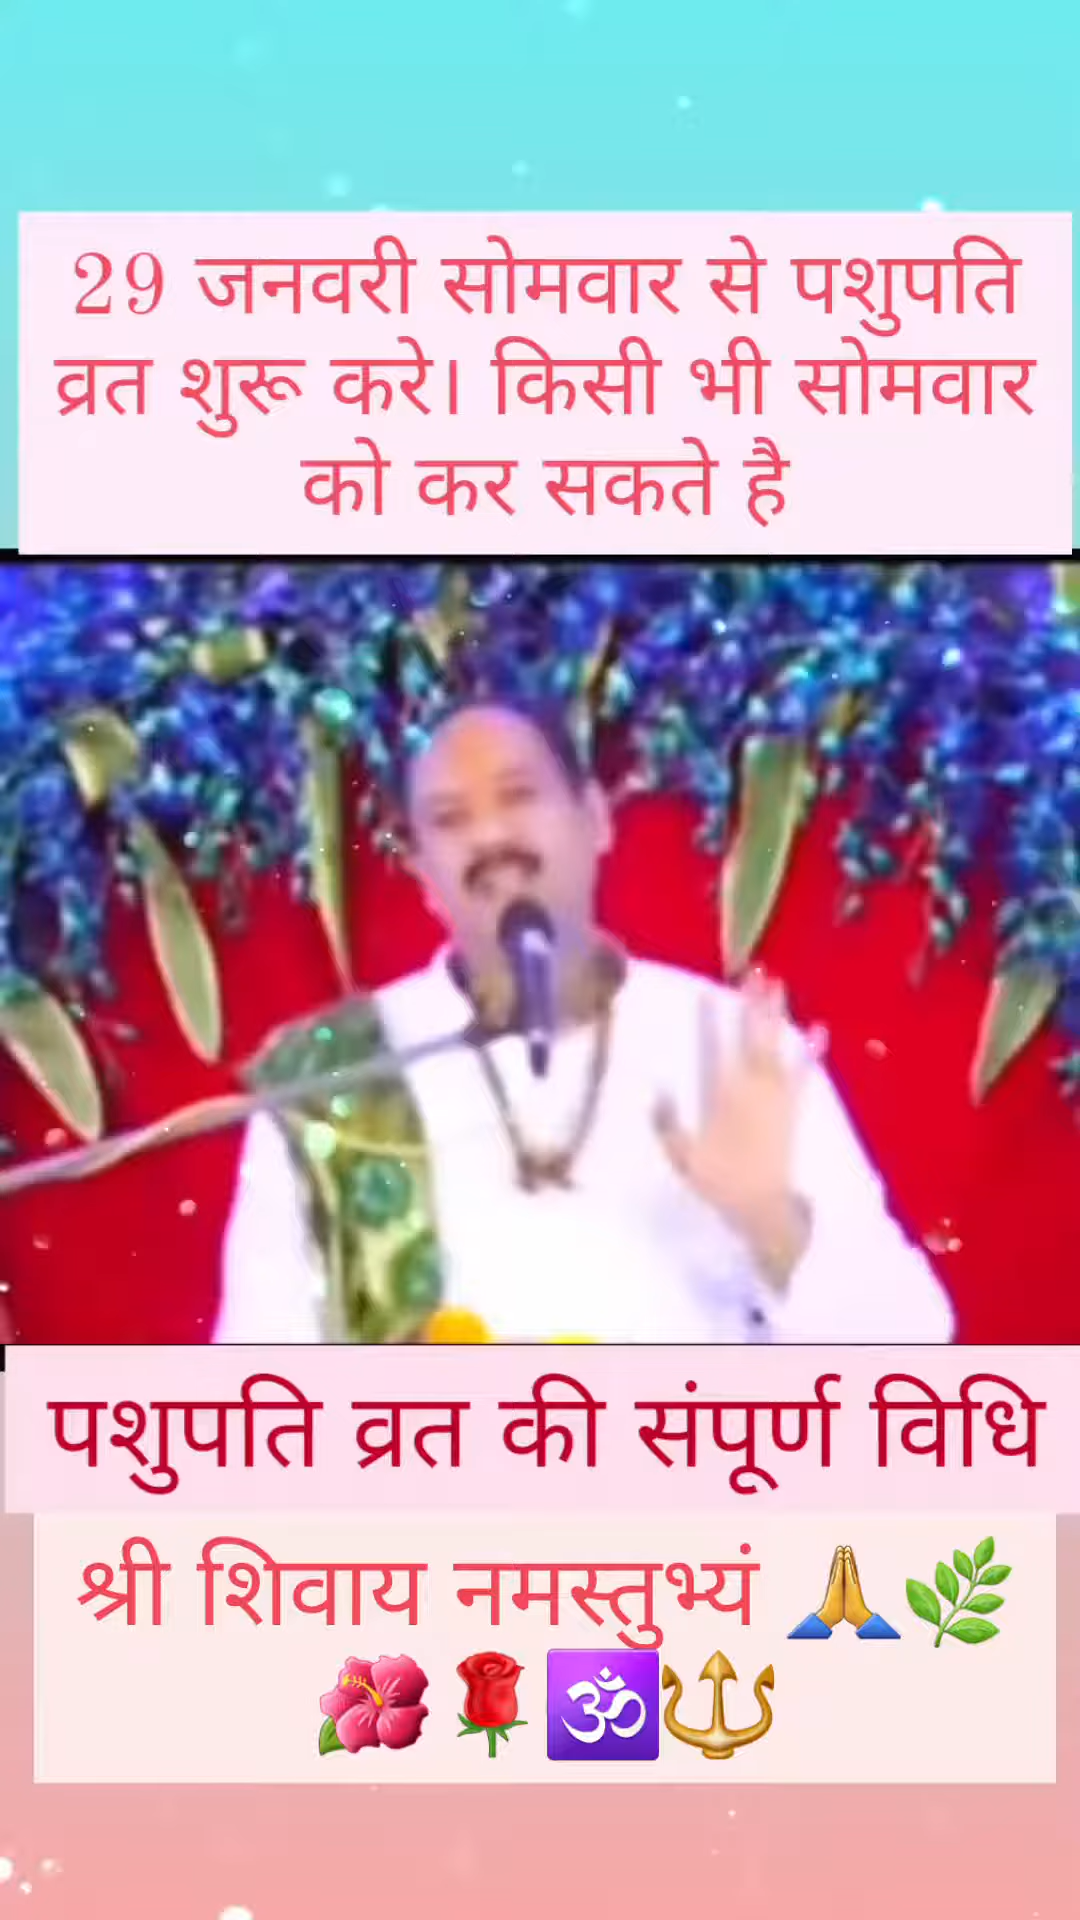 29 जनवरी सोमवार से पशुपति
व्रत शुरू करे। किसी भी सोमवार
को कर सकते है
पशुपति व्रत की संपूर्ण विधि
श्री शिवाय नमस्तुभ्यं 🙏🌿
🌺🌹🕉🔱